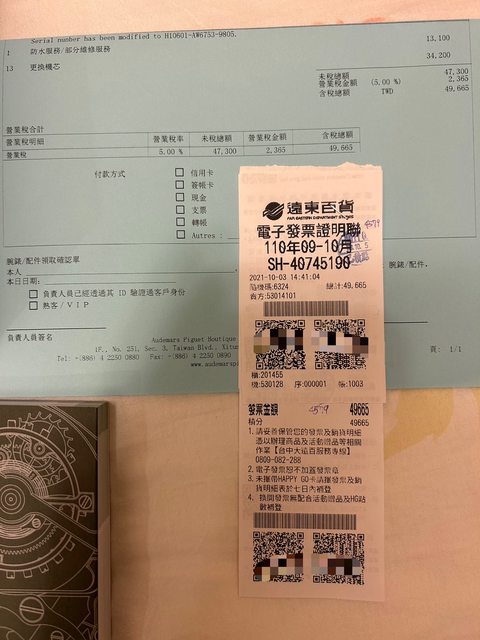 Serial number has been modified to H10601-AW6753-9805.
1 防水服務/部分維修服務 13,100
13 更換機芯 34,200
未稅總額 47,300
營業稅金額 (5.00 %) 2,365
含稅總額 TWD 49,665
營業稅合計
營業稅明細 營業稅率 未稅總額 營業稅金額 含稅總額
營業稅 5.00 % 47,300 2,365 49,665
付款方式
信用卡
簽帳卡
現金
支票
轉帳
Autres :
腕錶/配件領取確認單
本人
腕錶/配件.
本日日期:
負責人員已經透過其 ID 驗證過客戶身份
熟客/VIP
負責人員簽名
Audemars Piguet Boutique
1F., No. 251, Sec. 3, Taiwan Blvd., Xitun
Tel: +(886) 4 2250 0880 Fax: +(886) 4 2250 0890
www.audemarsp
頁: 1/1
遠東百貨
FAR EASTERN DEPARTMENT STORES
電子發票證明聯
4579
110年09-10月
SH-40745190
2021-10-03 14:41:04
隨機碼:6324 總計:49,665
賣方:53014101
櫃:201455
機:530128 序:000001 帳:1003
發票金額 4579 49665
積分 49665
1. 請妥善保管您的發票及銷貨明細
憑以辦理商品及活動贈品等相關
作業【台中大遠百服務專線】
0809-082-288
2. 電子發票恕不加蓋發票章
3. 未攜帶HAPPY GO卡請攜發票及銷
貨明細表於七日內補登
4. 換開發票無配合活動贈品及HG點
數補登